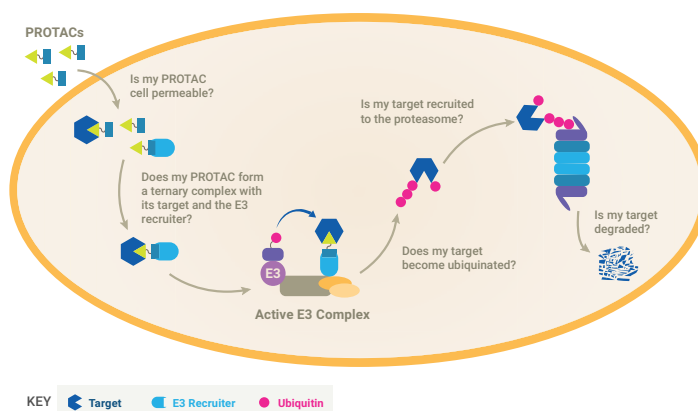 PROTACs
Is my PROTAC
cell permeable?
Does my PROTAC form
a ternary complex with
its target and the E3
recruiter?
E3
Active E3 Complex
Does my target
become ubiquinated?
Is my target recruited
to the proteasome?
Is my target
degraded?
KEY
Target
E3 Recruiter
Ubiquitin